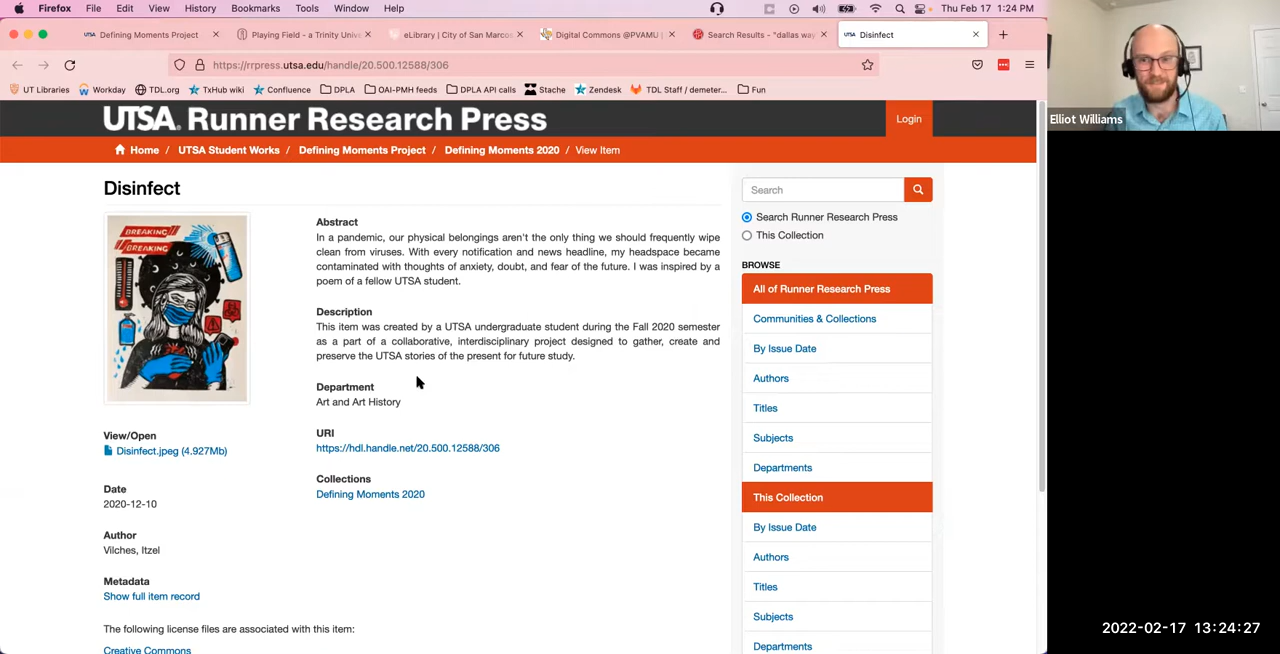 Firefox File Edit View History Bookmarks Tools Window Help Thu Feb 17 1:24 PM
Defining Moments Project
Playing Field - a Trinity Unive
eLibrary | City of San Marcos
Digital Commons @PVAMU |
Search Results - "dallas way
Disinfect
https://rrpress.utsa.edu/handle/20.500.12588/306
UT Libraries Workday TDL.org TxHub wiki Confluence DPLA OAI-PMH feeds DPLA API calls Stache Zendesk TDL Staff / demeter... Fun
UTSA. Runner Research Press
Login
Home / UTSA Student Works / Defining Moments Project / Defining Moments 2020 / View Item
Disinfect
BREAKING
BREAKING
View/Open
Disinfect.jpeg (4.927Mb)
Date
2020-12-10
Author
Vilches, Itzel
Metadata
Show full item record
The following license files are associated with this item:
Creative Commons
Abstract
In a pandemic, our physical belongings aren't the only thing we should frequently wipe
clean from viruses. With every notification and news headline, my headspace became
contaminated with thoughts of anxiety, doubt, and fear of the future. I was inspired by a
poem of a fellow UTSA student.
Description
This item was created by a UTSA undergraduate student during the Fall 2020 semester
as a part of a collaborative, interdisciplinary project designed to gather, create and
preserve the UTSA stories of the present for future study.
Department
Art and Art History
URI
https://hdl.handle.net/20.500.12588/306
Collections
Defining Moments 2020
Search
Search Runner Research Press
This Collection
BROWSE
All of Runner Research Press
Communities & Collections
By Issue Date
Authors
Titles
Subjects
Departments
This Collection
By Issue Date
Authors
Titles
Subjects
Departments
Elliot Williams
2022-02-17 13:24:27